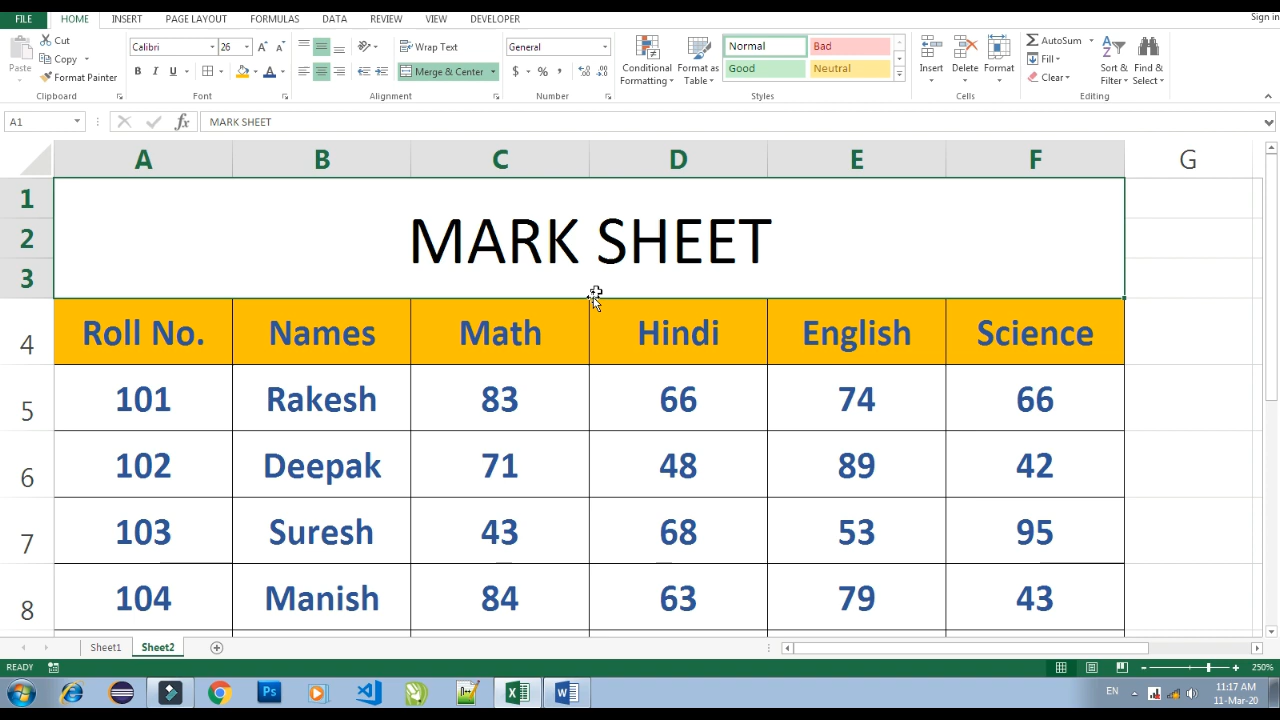 FILE HOME INSERT PAGE LAYOUT FORMULAS DATA REVIEW VIEW DEVELOPER Sign in
Paste Cut Copy Format Painter Clipboard
Calibri 26 A A B I U A Font
Wrap Text Merge & Center Alignment
General $ % , Number
Conditional Formatting Format as Table Normal Bad Good Neutral Styles
Insert Delete Format Cells
AutoSum Fill Clear Sort & Filter Find & Select Editing
A1 fx MARK SHEET
A B C D E F G
1
2 MARK SHEET
3
4 Roll No. Names Math Hindi English Science
5 101 Rakesh 83 66 74 66
6 102 Deepak 71 48 89 42
7 103 Suresh 43 68 53 95
8 104 Manish 84 63 79 43
Sheet1 Sheet2
READY 250%
Ps W EN 11:17 AM
11-Mar-20